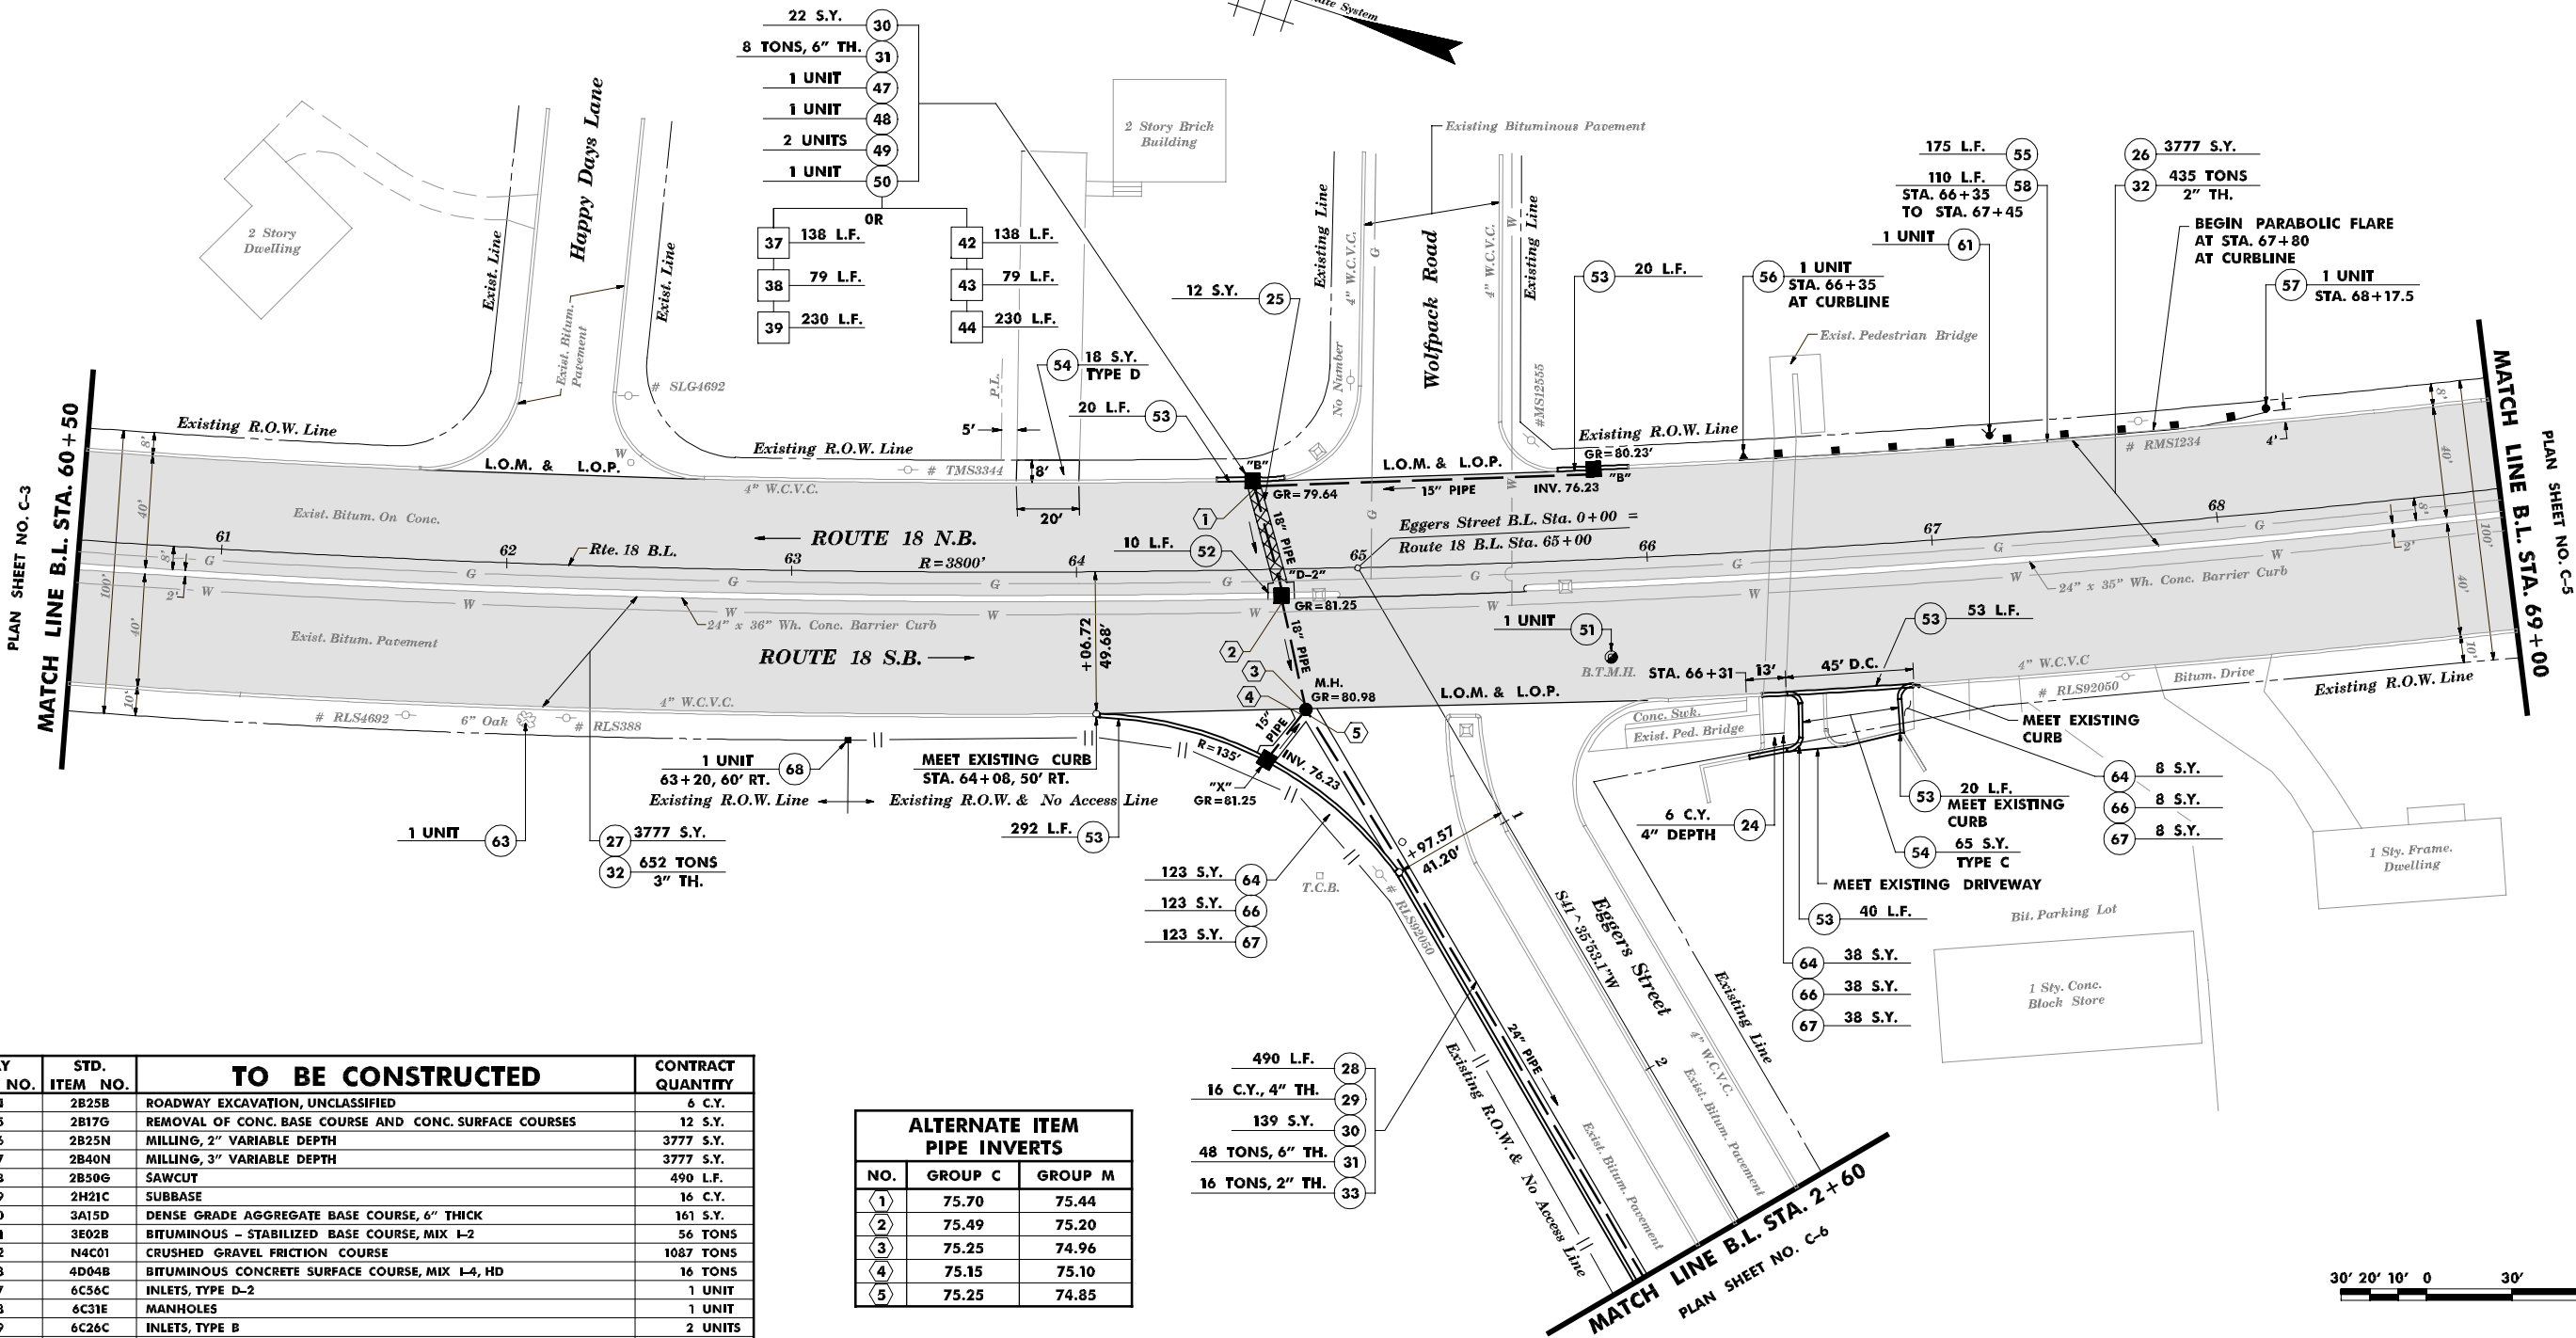 22 S.Y. 30
8 TONS, 6" TH. 31
1 UNIT 47
1 UNIT 48
2 UNITS 49
1 UNIT 50
OR
37 138 L.F.
38 79 L.F.
39 230 L.F.
42 138 L.F.
43 79 L.F.
44 230 L.F.
System
2 Story
Dwelling
Exist. Line
Happy Days Lane
Exist. Line
Exist. Bitum.
Pavement
# SLG4692
2 Story Brick
Building
Existing Bituminous Pavement
Existing Line
4" W.C.V.C.
No Number
G
Wolfpack Road
W
4" W.C.V.C.
Existing Line
#MS12555
12 S.Y. 25
53 20 L.F.
54 18 S.Y.
TYPE D
20 L.F. 53
P.L.
5'
8'
20'
175 L.F. 55
110 L.F. 58
STA. 66+35
TO STA. 67+45
26 3777 S.Y.
32 435 TONS
2" TH.
BEGIN PARABOLIC FLARE
AT STA. 67+80
AT CURBLINE
1 UNIT 61
56 1 UNIT
STA. 66+35
AT CURBLINE
57 1 UNIT
STA. 68+17.5
Exist. Pedestrian Bridge
PLAN SHEET NO. C-3
MATCH LINE B.L. STA. 60+50
MATCH LINE B.L. STA. 69+00
PLAN SHEET NO. C-5
Existing R.O.W. Line
Existing R.O.W. Line
Existing R.O.W. Line
L.O.M. & L.O.P.
L.O.M. & L.O.P.
W
# TMS3344
"B"
GR=79.64
GR=80.23'
"B"
15" PIPE
INV. 76.23
# RMS1234
4'
4" W.C.V.C.
Exist. Bitum. On Conc.
ROUTE 18 N.B.
R=3800'
Rte. 18 B.L.
61
62
63
64
65
66
67
68
100'
8'
40'
8'
2'
40'
10'
1
18" PIPE
10 L.F. 52
"D-2"
GR=81.25
Eggers Street B.L. Sta. 0+00 =
Route 18 B.L. Sta. 65+00
G G G G G G G G G G
W W W W W W W W W
8'
40'
8'
2'
100'
40'
10'
24" x 36" Wh. Conc. Barrier Curb
24" x 35" Wh. Conc. Barrier Curb
Exist. Bitum. Pavement
ROUTE 18 S.B.
+06.72
49.68'
2
18" PIPE
3
4
M.H.
GR=80.98
5
15" PIPE
1 UNIT 51
B.T.M.H.
STA. 66+31
13'
45' D.C.
53 53 L.F.
4" W.C.V.C
4" W.C.V.C.
L.O.M. & L.O.P.
# RLS92050
Bitum. Drive
Existing R.O.W. Line
# RLS4692
6" Oak
# RLS388
Conc. Swk.
Exist. Ped. Bridge
MEET EXISTING
CURB
1 UNIT 68
63+20, 60' RT.
MEET EXISTING CURB
STA. 64+08, 50' RT.
R=135'
"X"
GR=81.25
INV. 76.23
Existing R.O.W. Line
Existing R.O.W. & No Access Line
1 UNIT 63
27 3777 S.Y.
32 652 TONS
3" TH.
292 L.F. 53
6 C.Y. 24
4" DEPTH
53 20 L.F.
MEET EXISTING
CURB
64 8 S.Y.
66 8 S.Y.
67 8 S.Y.
54 65 S.Y.
TYPE C
MEET EXISTING DRIVEWAY
53 40 L.F.
64 38 S.Y.
66 38 S.Y.
67 38 S.Y.
1 Sty. Frame.
Dwelling
Bit. Parking Lot
1 Sty. Conc.
Block Store
123 S.Y. 64
123 S.Y. 66
123 S.Y. 67
T.C.B.
+97.57
41.20'
1
# RLS92050
S41^35'53.1"W
Eggers Street
2
Existing Line
4" W.C.V.C.
Exist. Bitum. Pavement
Exist. Bitum. Pavement
24" PIPE
Existing R.O.W. & No Access Line
490 L.F. 28
16 C.Y., 4" TH. 29
139 S.Y. 30
48 TONS, 6" TH. 31
16 TONS, 2" TH. 33
MATCH LINE B.L. STA. 2+60
PLAN SHEET NO. C-6
NO. STD. ITEM NO. TO BE CONSTRUCTED CONTRACT QUANTITY
2B25B ROADWAY EXCAVATION, UNCLASSIFIED 6 C.Y.
2B17G REMOVAL OF CONC. BASE COURSE AND CONC. SURFACE COURSES 12 S.Y.
2B25N MILLING, 2" VARIABLE DEPTH 3777 S.Y.
2B40N MILLING, 3" VARIABLE DEPTH 3777 S.Y.
2B50G SAWCUT 490 L.F.
2H21C SUBBASE 16 C.Y.
3A15D DENSE GRADE AGGREGATE BASE COURSE, 6" THICK 161 S.Y.
3E02B BITUMINOUS - STABILIZED BASE COURSE, MIX I-2 56 TONS
N4C01 CRUSHED GRAVEL FRICTION COURSE 1087 TONS
4D04B BITUMINOUS CONCRETE SURFACE COURSE, MIX I-4, HD 16 TONS
6C56C INLETS, TYPE D-2 1 UNIT
6C31E MANHOLES 1 UNIT
6C26C INLETS, TYPE B 2 UNITS
ALTERNATE ITEM
PIPE INVERTS
NO. GROUP C GROUP M
1 75.70 75.44
2 75.49 75.20
3 75.25 74.96
4 75.15 75.10
5 75.25 74.85
30' 20' 10' 0 30'